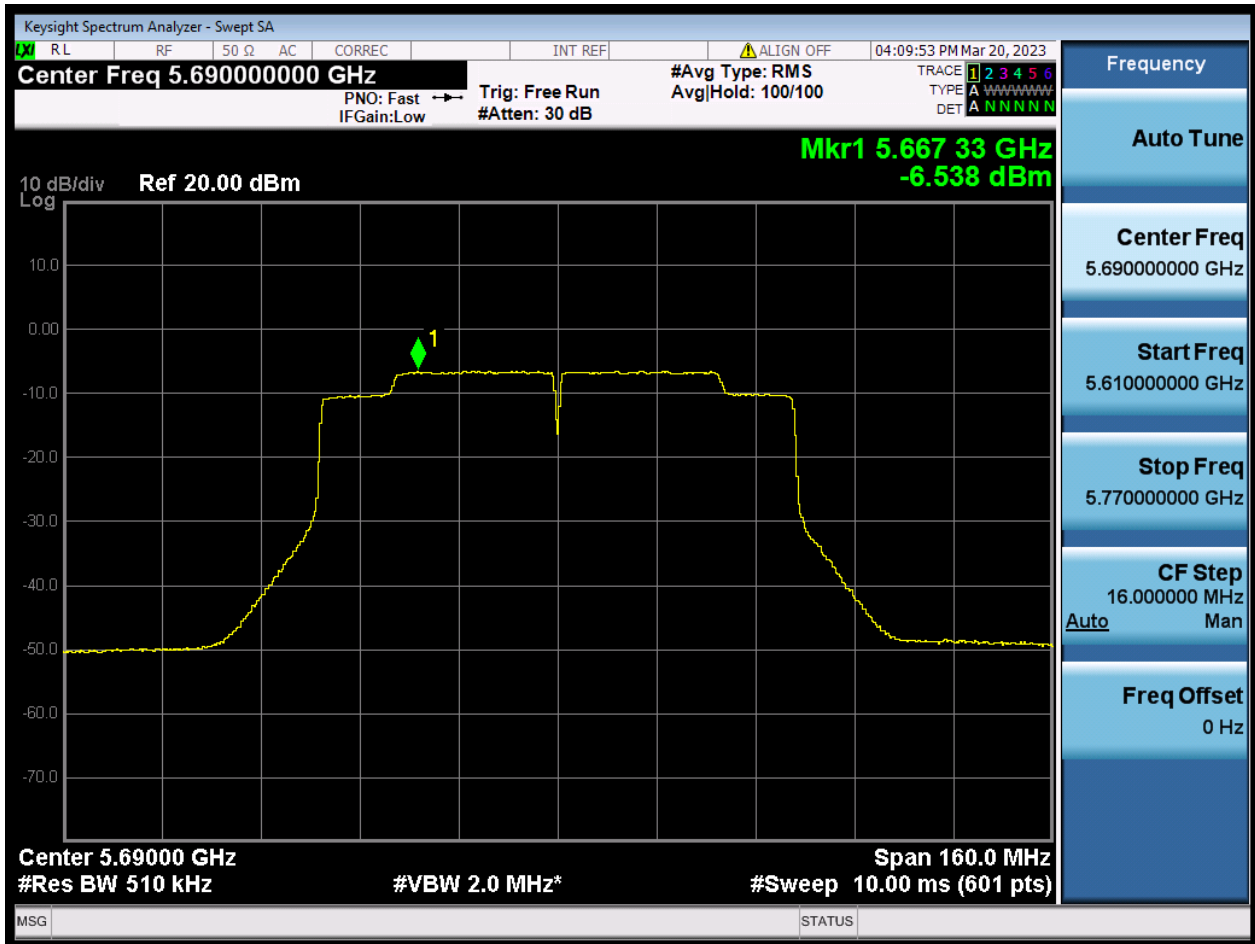 Keysight Spectrum Analyzer - Swept SA
LXI RL RF 50 Ω AC CORREC INT REF ALIGN OFF 04:09:53 PM Mar 20, 2023
Center Freq 5.690000000 GHz
PNO: Fast
IFGain:Low
Trig: Free Run
#Atten: 30 dB
#Avg Type: RMS
Avg|Hold: 100/100
TRACE 1 2 3 4 5 6
TYPE A WWWWW
DET A N N N N N
Mkr1 5.667 33 GHz
-6.538 dBm
10 dB/div Ref 20.00 dBm
Log
10.0
0.00
-10.0
-20.0
-30.0
-40.0
-50.0
-60.0
-70.0
1
Center 5.69000 GHz Span 160.0 MHz
#Res BW 510 kHz #VBW 2.0 MHz* #Sweep 10.00 ms (601 pts)
MSG STATUS
Frequency
Auto Tune
Center Freq
5.690000000 GHz
Start Freq
5.610000000 GHz
Stop Freq
5.770000000 GHz
CF Step
16.000000 MHz
Auto Man
Freq Offset
0 Hz